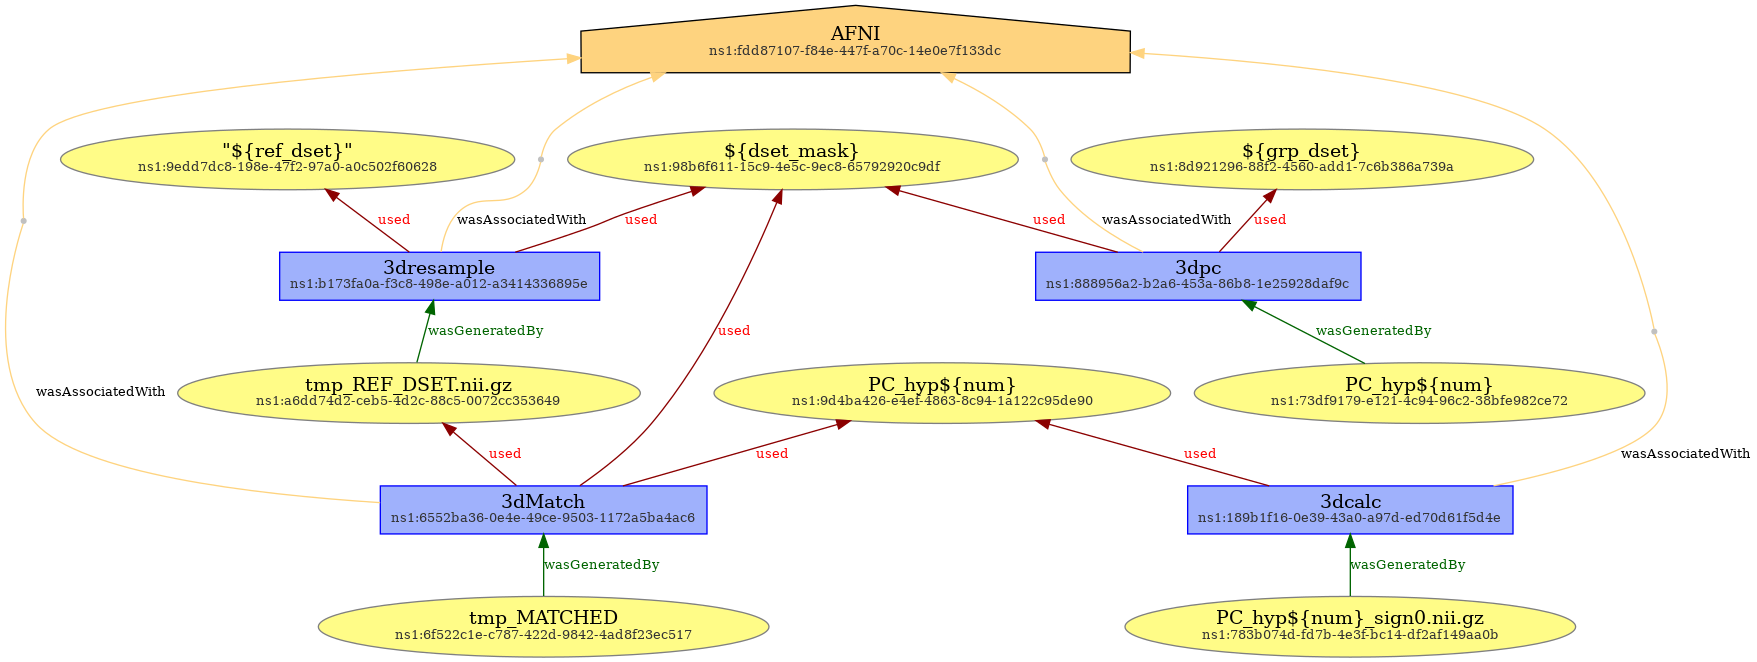 AFNI
ns1:fdd87107-f84e-447f-a70c-14e0e7f133dc
"${ref_dset}"
ns1:9edd7dc8-198e-47f2-97a0-a0c502f60628
${dset_mask}
ns1:98b6f611-15c9-4e5c-9ec8-65792920c9df
${grp_dset}
ns1:8d921296-88f2-4560-add1-7c6b386a739a
used
wasAssociatedWith
used
used
wasAssociatedWith
used
3dresample
ns1:b173fa0a-f3c8-498e-a012-a3414336895e
3dpc
ns1:888956a2-b2a6-453a-86b8-1e25928daf9c
wasGeneratedBy
used
wasGeneratedBy
wasAssociatedWith
tmp_REF_DSET.nii.gz
ns1:a6dd74d2-ceb5-4d2c-88c5-0072cc353649
PC_hyp${num}
ns1:9d4ba426-e4ef-4863-8c94-1a122c95de90
PC_hyp${num}
ns1:73df9179-e121-4c94-96c2-38bfe982ce72
used
used
used
wasAssociatedWith
3dMatch
ns1:6552ba36-0e4e-49ce-9503-1172a5ba4ac6
3dcalc
ns1:189b1f16-0e39-43a0-a97d-ed70d61f5d4e
wasGeneratedBy
wasGeneratedBy
tmp_MATCHED
ns1:6f522c1e-c787-422d-9842-4ad8f23ec517
PC_hyp${num}_sign0.nii.gz
ns1:783b074d-fd7b-4e3f-bc14-df2af149aa0b